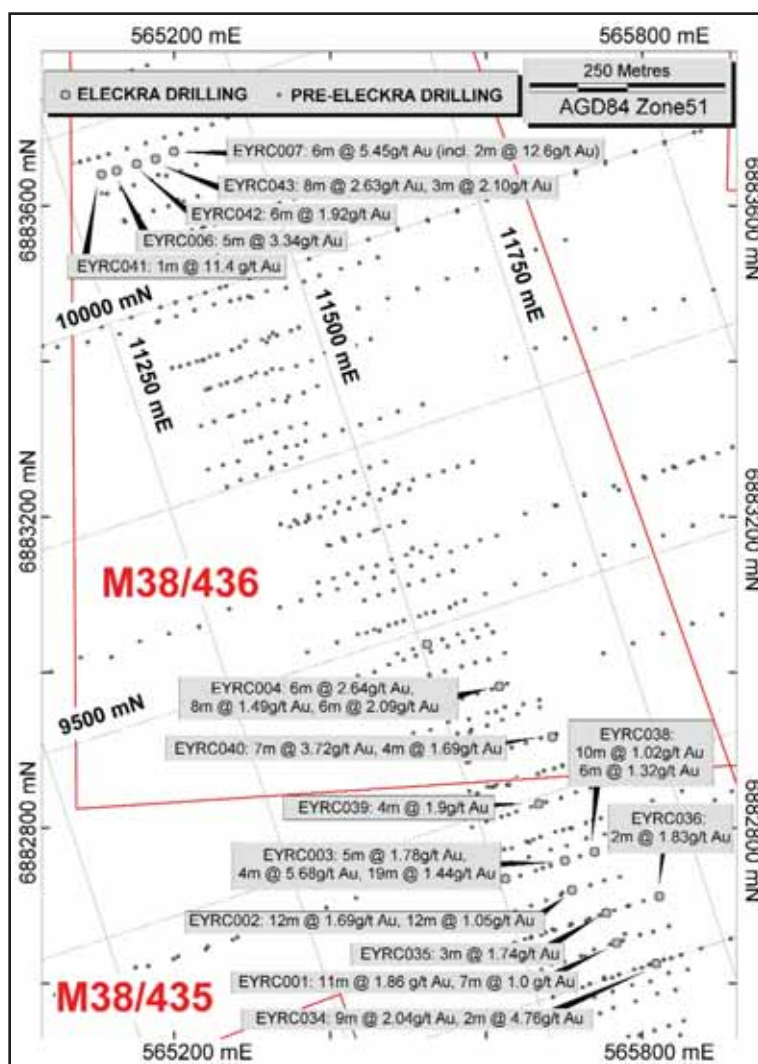 565200 mE
565800 mE
ELECKRA DRILLING
PRE-ELECKRA DRILLING
250 Metres
AGD84 Zone51
EYRC007: 6m @ 5.45g/t Au (incl. 2m @ 12.6g/t Au)
EYRC043: 8m @ 2.63g/t Au, 3m @ 2.10g/t Au
EYRC042: 6m @ 1.92g/t Au
EYRC006: 5m @ 3.34g/t Au
EYRC041: 1m @ 11.4 g/t Au
6883600 mN
6883600 mN
10000 mN
11250 mE
11500 mE
11750 mE
6883200 mN
6883200 mN
M38/436
9500 mN
EYRC004: 6m @ 2.64g/t Au,
8m @ 1.49g/t Au, 6m @ 2.09g/t Au
EYRC040: 7m @ 3.72g/t Au, 4m @ 1.69g/t Au
EYRC038:
10m @ 1.02g/t Au
6m @ 1.32g/t Au
EYRC039: 4m @ 1.9g/t Au
EYRC036:
2m @ 1.83g/t Au
6882800 mN
6882800 mN
EYRC003: 5m @ 1.78g/t Au,
4m @ 5.68g/t Au, 19m @ 1.44g/t Au
EYRC002: 12m @ 1.69g/t Au, 12m @ 1.05g/t Au
EYRC035: 3m @ 1.74g/t Au
EYRC001: 11m @ 1.86 g/t Au, 7m @ 1.0 g/t Au
M38/435
EYRC034: 9m @ 2.04g/t Au, 2m @ 4.76g/t Au
565200 mE
565800 mE